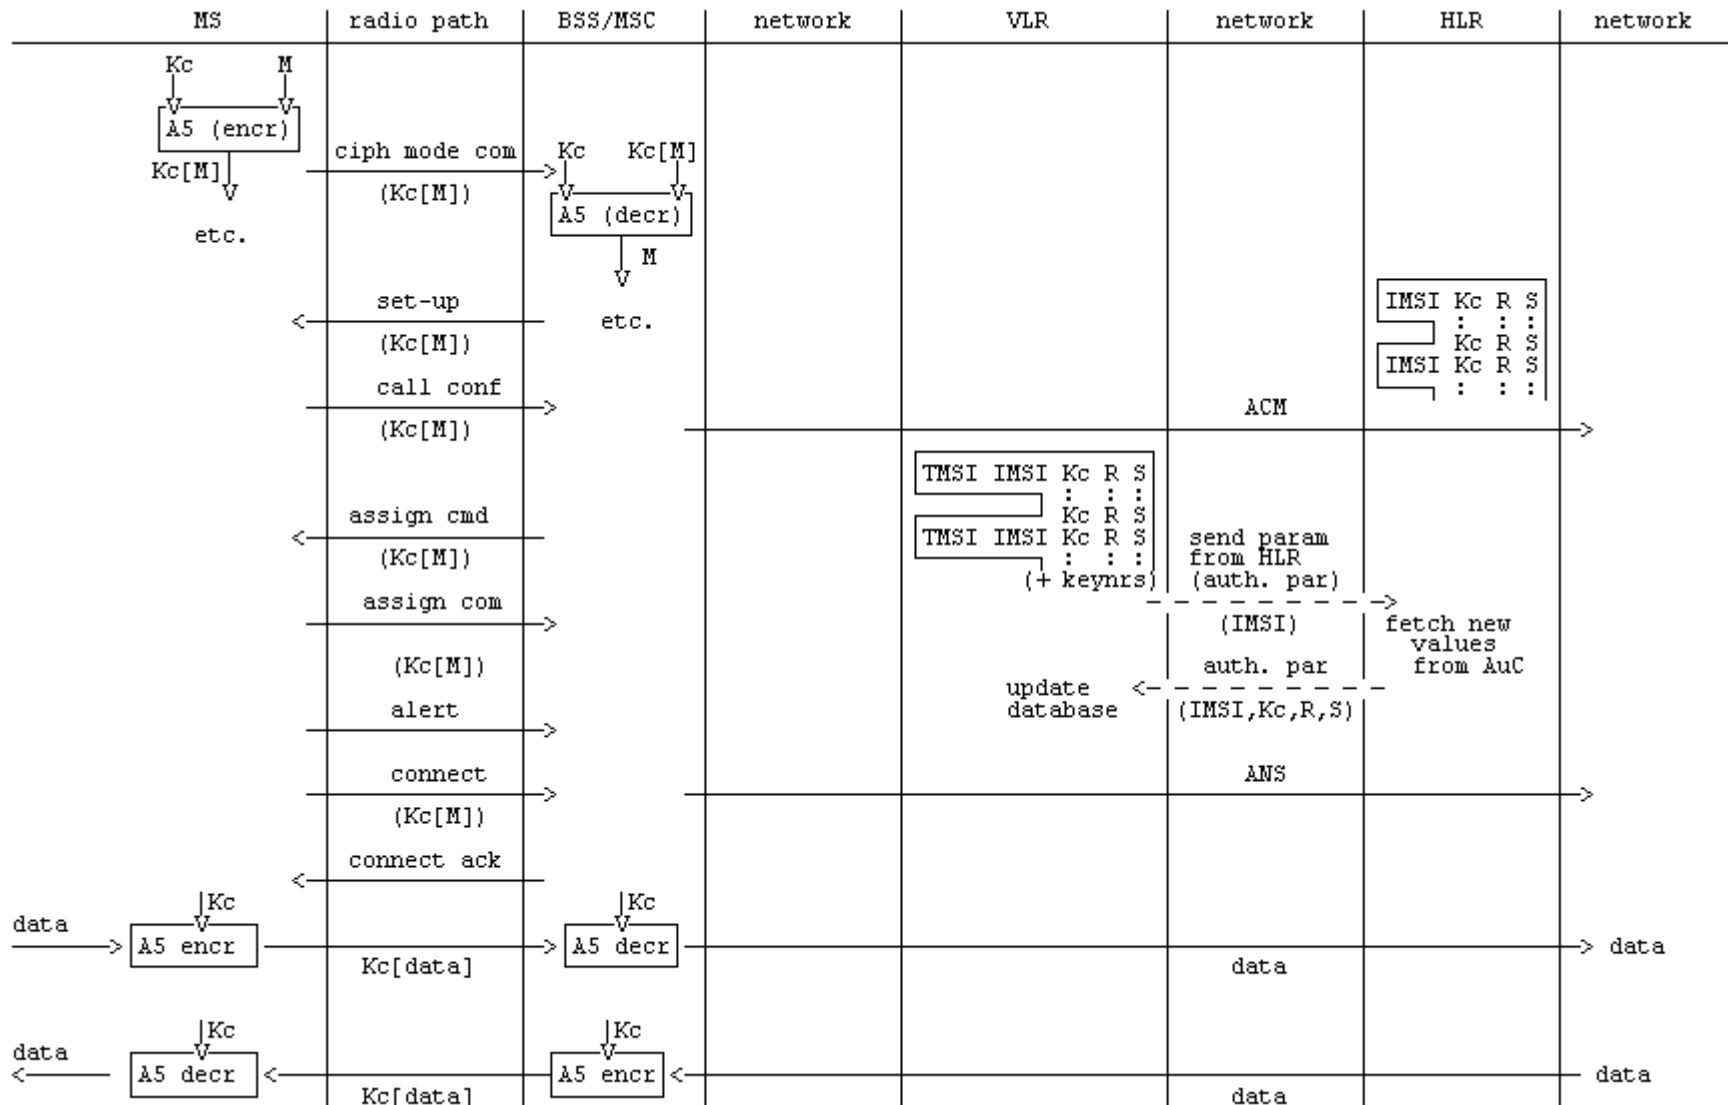 MS radio path BSS/MSC network VLR network HLR network
Kc M
A5 (encr)
ciph mode com Kc Kc[M]
Kc[M]
(Kc[M])
A5 (decr)
etc.
M
set-up IMSI Kc R S
etc. : : :
(Kc[M]) Kc R S
IMSI Kc R S
call conf : : :
ACM
(Kc[M])
TMSI IMSI Kc R S
: : :
assign cmd Kc R S
TMSI IMSI Kc R S send param
(Kc[M]) : : : from HLR
(+ keynrs) (auth. par)
assign com
(IMSI) fetch new
values
(Kc[M]) auth. par from AuC
update
alert database (IMSI,Kc,R,S)
connect ANS
(Kc[M])
connect ack
Kc Kc
data
A5 encr A5 decr data
Kc[data] data
Kc Kc
data
A5 decr A5 encr data
Kc[data] data